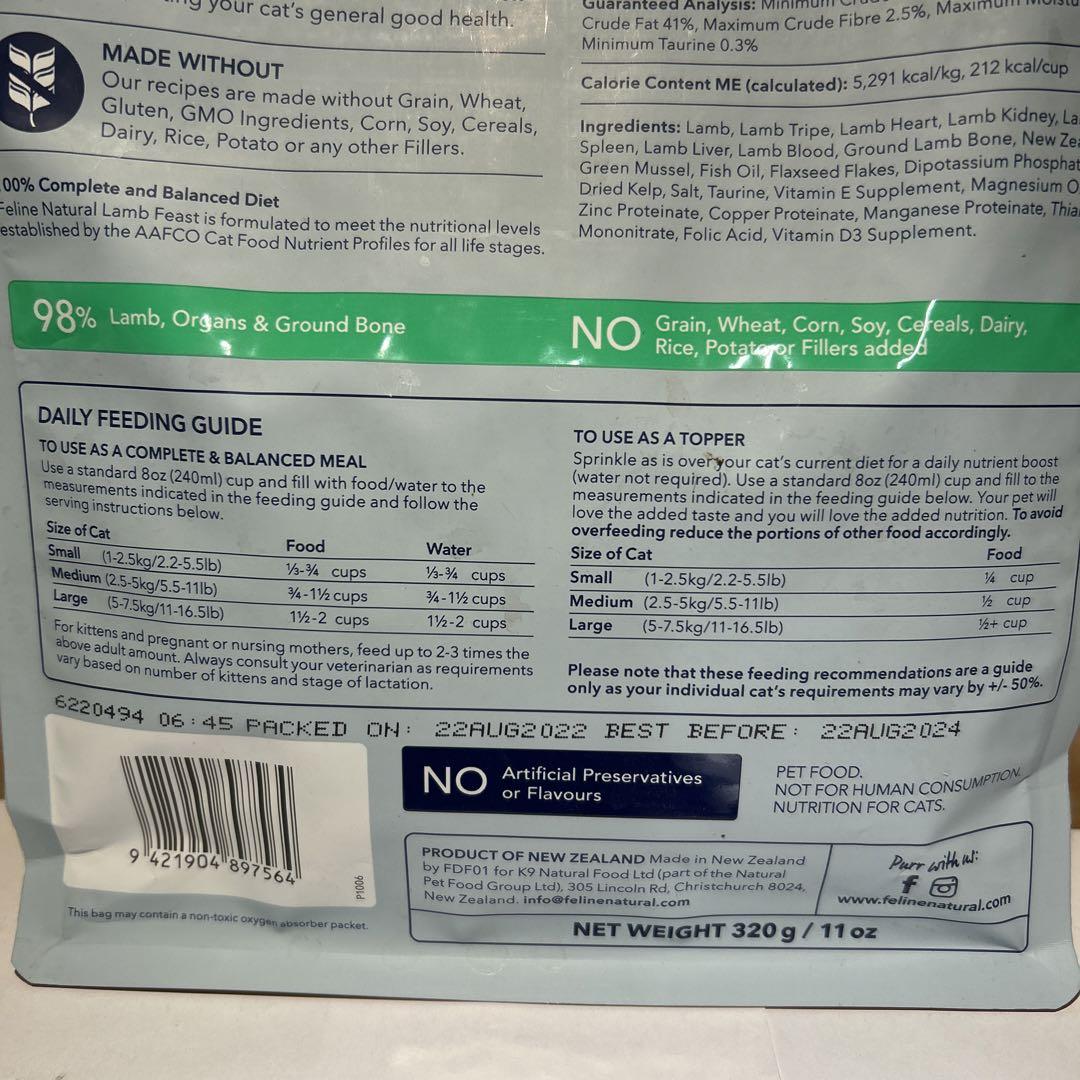 your cat's general good health.
MADE WITHOUT
Our recipes are made without Grain, Wheat,
Gluten, GMO Ingredients, Corn, Soy, Cereals,
Dairy, Rice, Potato or any other Fillers.
00% Complete and Balanced Diet
Feline Natural Lamb Feast is formulated to meet the nutritional levels
established by the AAFCO Cat Food Nutrient Profiles for all life stages.
Guaranteed Analysis: Minimum
Crude Fat 41%, Maximum Crude Fibre 2.5%, Maximum
Minimum Taurine 0.3%
Calorie Content ME (calculated): 5,291 kcal/kg, 212 kcal/cup
Ingredients: Lamb, Lamb Tripe, Lamb Heart, Lamb Kidney,
Spleen, Lamb Liver, Lamb Blood, Ground Lamb Bone, New
Green Mussel, Fish Oil, Flaxseed Flakes, Dipotassium Phosphat
Dried Kelp, Salt, Taurine, Vitamin E Supplement, Magnesium O
Zinc Proteinate, Copper Proteinate, Manganese Proteinate, Thia
Mononitrate, Folic Acid, Vitamin D3 Supplement.
98% Lamb, Organs & Ground Bone
NO Grain, Wheat, Corn, Soy, Cereals, Dairy,
Rice, Potato or Fillers added
DAILY FEEDING GUIDE
TO USE AS A COMPLETE & BALANCED MEAL
Use a standard 8oz (240ml) cup and fill with food/water to the
measurements indicated in the feeding guide and follow the
serving instructions below.
Size of Cat Food Water
Small (1-2.5kg/2.2-5.5lb) ⅓-¾ cups ⅓-¾ cups
Medium (2.5-5kg/5.5-11lb) ¾-1½ cups ¾-1½ cups
Large (5-7.5kg/11-16.5lb) 1½-2 cups 1½-2 cups
For kittens and pregnant or nursing mothers, feed up to 2-3 times the
above adult amount. Always consult your veterinarian as requirements
vary based on number of kittens and stage of lactation.
TO USE AS A TOPPER
Sprinkle as is over your cat's current diet for a daily nutrient boost
(water not required). Use a standard 8oz (240ml) cup and fill to the
measurements indicated in the feeding guide below. Your pet will
love the added taste and you will love the added nutrition. To avoid
overfeeding reduce the portions of other food accordingly.
Size of Cat Food
Small (1-2.5kg/2.2-5.5lb) ¼ cup
Medium (2.5-5kg/5.5-11lb) ½ cup
Large (5-7.5kg/11-16.5lb) ½+ cup
Please note that these feeding recommendations are a guide
only as your individual cat's requirements may vary by +/- 50%.
6220494 06:45 PACKED ON: 22AUG2022 BEST BEFORE: 22AUG2024
9 421904 897564
P1006
This bag may contain a non-toxic oxygen absorber packet.
NO Artificial Preservatives
or Flavours
PET FOOD.
NOT FOR HUMAN CONSUMPTION.
NUTRITION FOR CATS.
PRODUCT OF NEW ZEALAND Made in New Zealand
by FDF01 for K9 Natural Food Ltd (part of the Natural
Pet Food Group Ltd), 305 Lincoln Rd, Christchurch 8024,
New Zealand. info@felinenatural.com
Purr with us:
www.felinenatural.com
NET WEIGHT 320 g / 11 oz